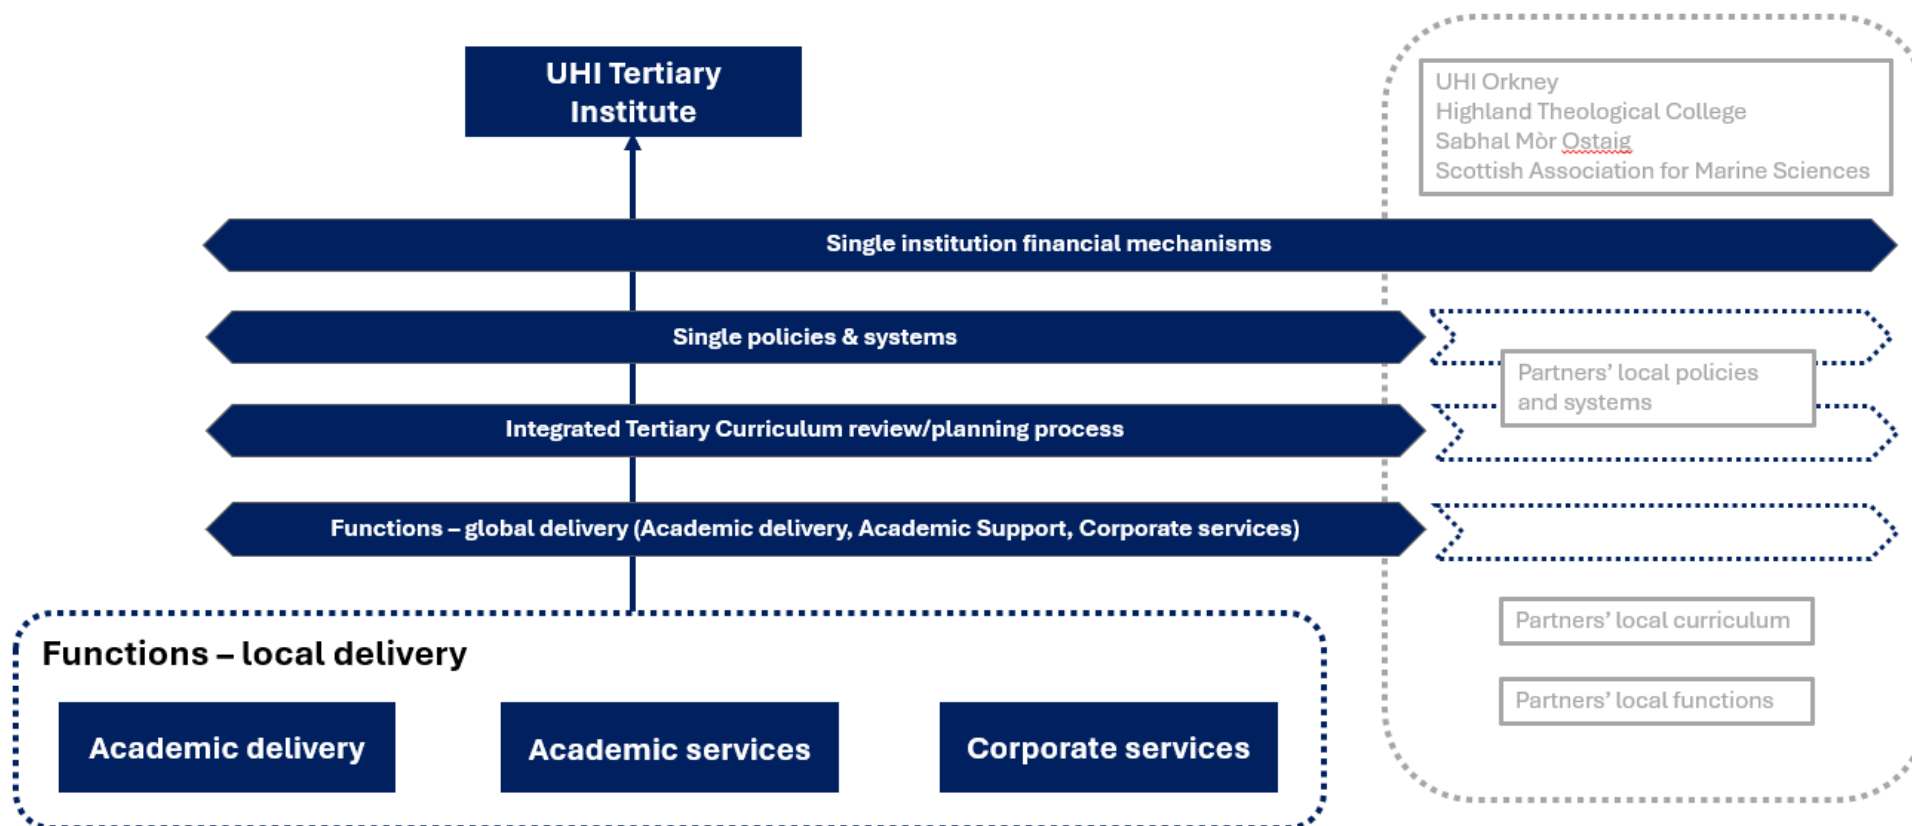 UHI Tertiary
Institute
UHI Orkney
Highland Theological College
Sabhal Mòr Ostaig
Scottish Association for Marine Sciences
Single institution financial mechanisms
Single policies & systems
Partners’ local policies
and systems
Integrated Tertiary Curriculum review/planning process
Functions – global delivery (Academic delivery, Academic Support, Corporate services)
Partners’ local curriculum
Partners’ local functions
Functions – local delivery
Academic delivery
Academic services
Corporate services